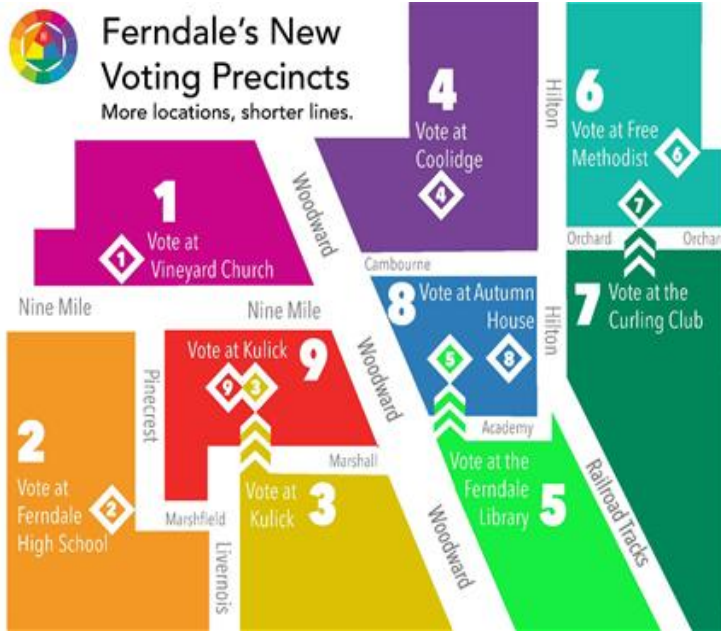 Ferndale's New
Voting Precincts
More locations, shorter lines.
4
Vote at
Coolidge
4
Hilton
6
Vote at Free
Methodist
6
7
Orchard
Orchar
1
Vote at
Vineyard Church
1
Woodward
Cambourne
Nine Mile
Nine Mile
8
Vote at Autumn
House
5
8
Hilton
7
Vote at the
Curling Club
Vote at Kulick
9
9
3
Woodward
Pinecrest
Academy
2
Vote at
Ferndale
High School
2
Marshall
Marshfield
Livernois
Vote at
Kulick
3
Woodward
Vote at the
Ferndale
Library
5
Railroad Tracks